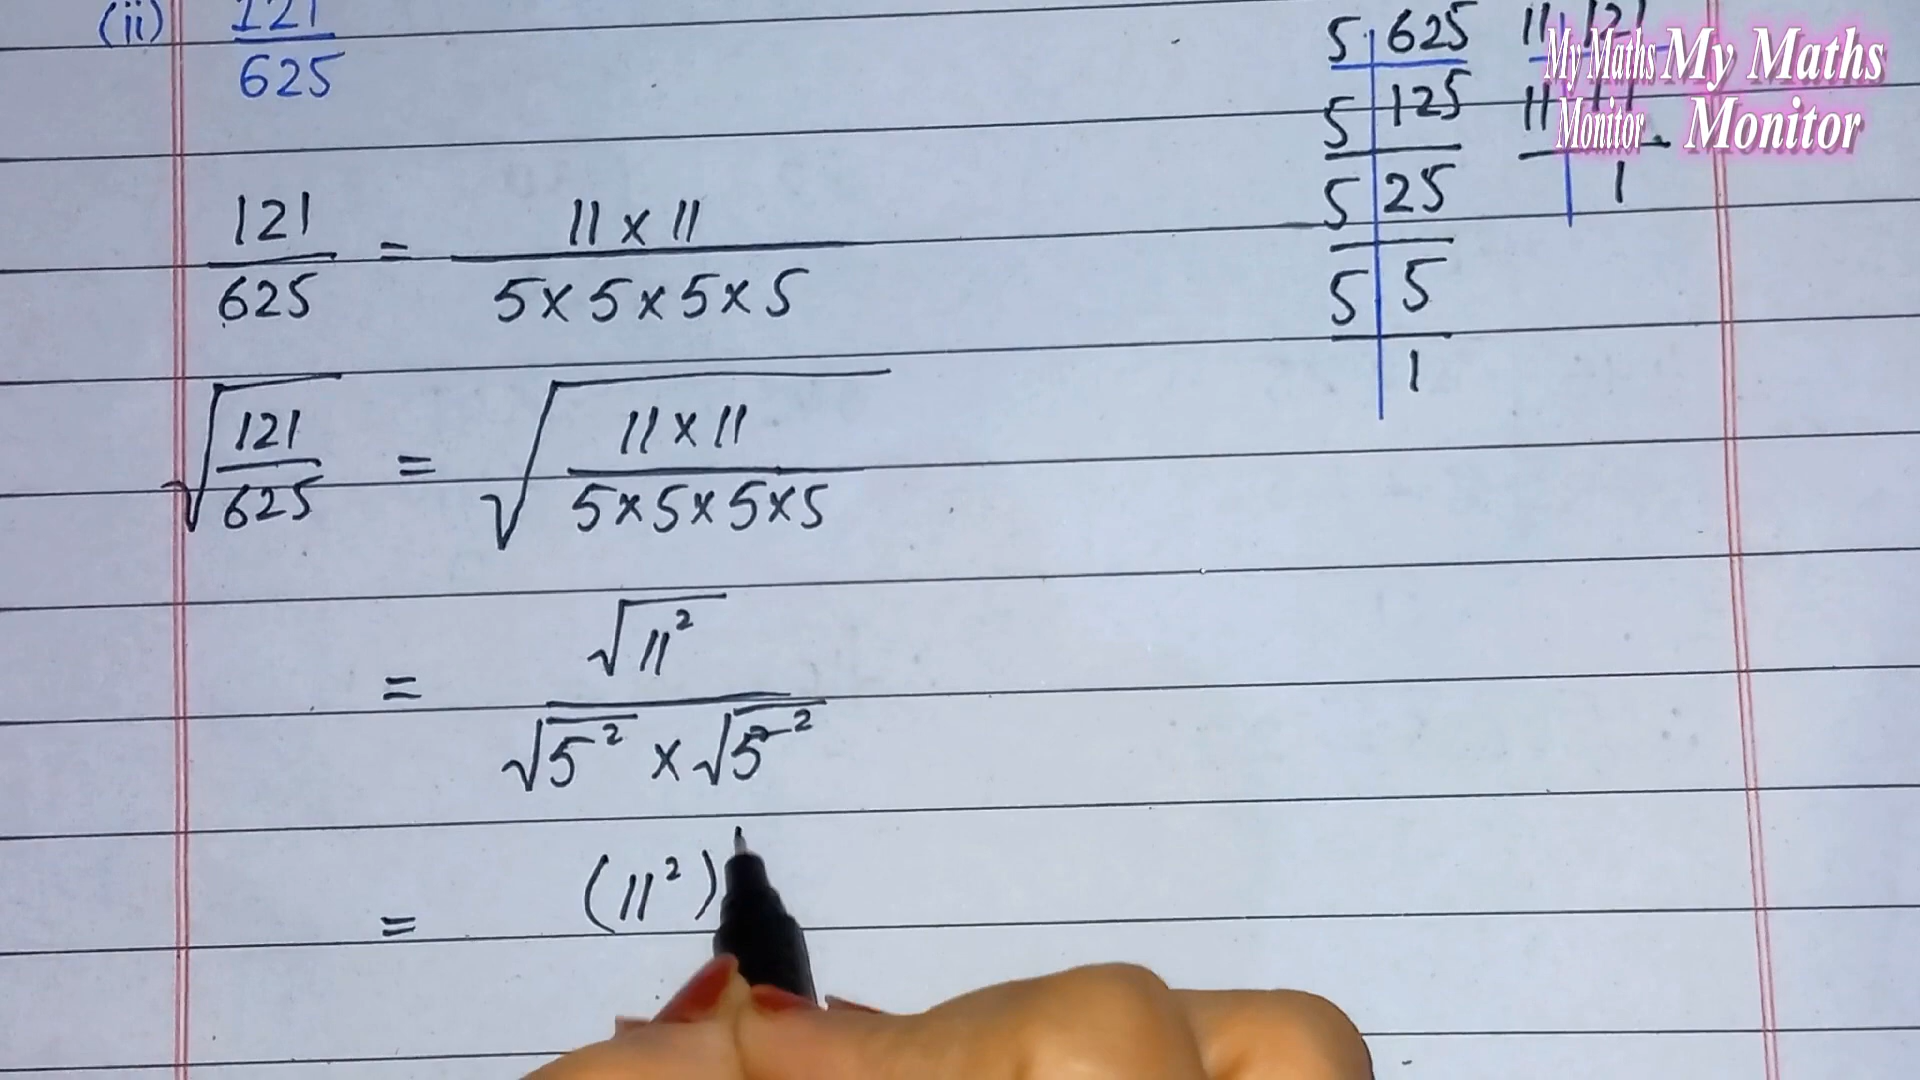 (ii) 121
625
121/625 = 11 x 11 / 5 x 5 x 5 x 5
√121/625 = √11 x 11 / 5 x 5 x 5 x 5
= √11² / √5² x √5²
= (11²)
5 625
5 125
5 25
5 5
1
11 121
11 11
1
My Maths
Monitor
My Maths
Monitor